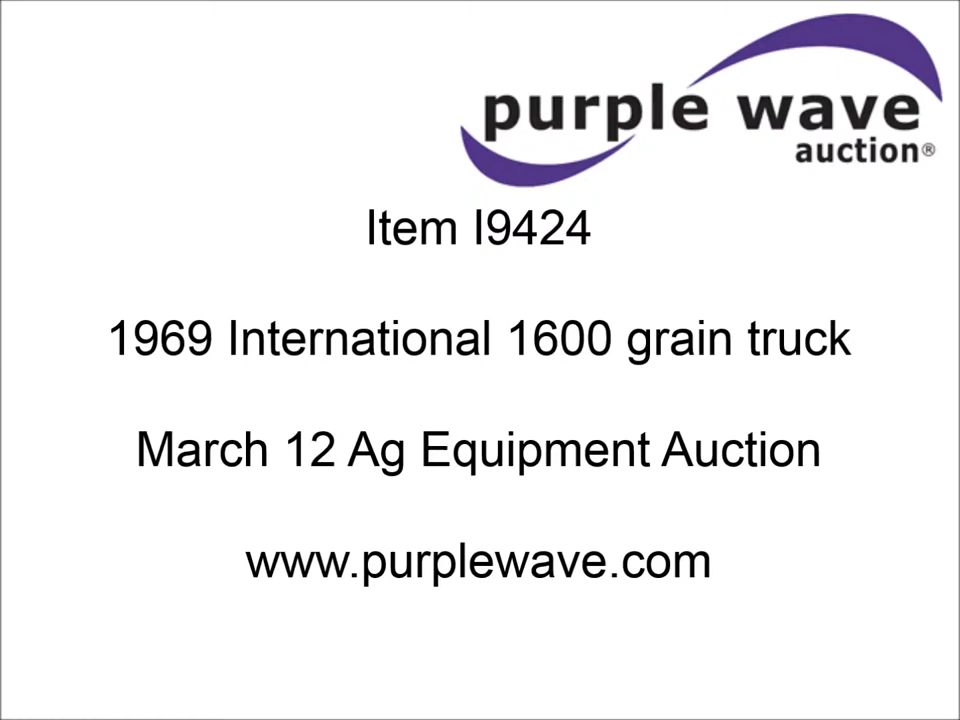 purple wave
auction®
Item I9424
1969 International 1600 grain truck
March 12 Ag Equipment Auction
www.purplewave.com